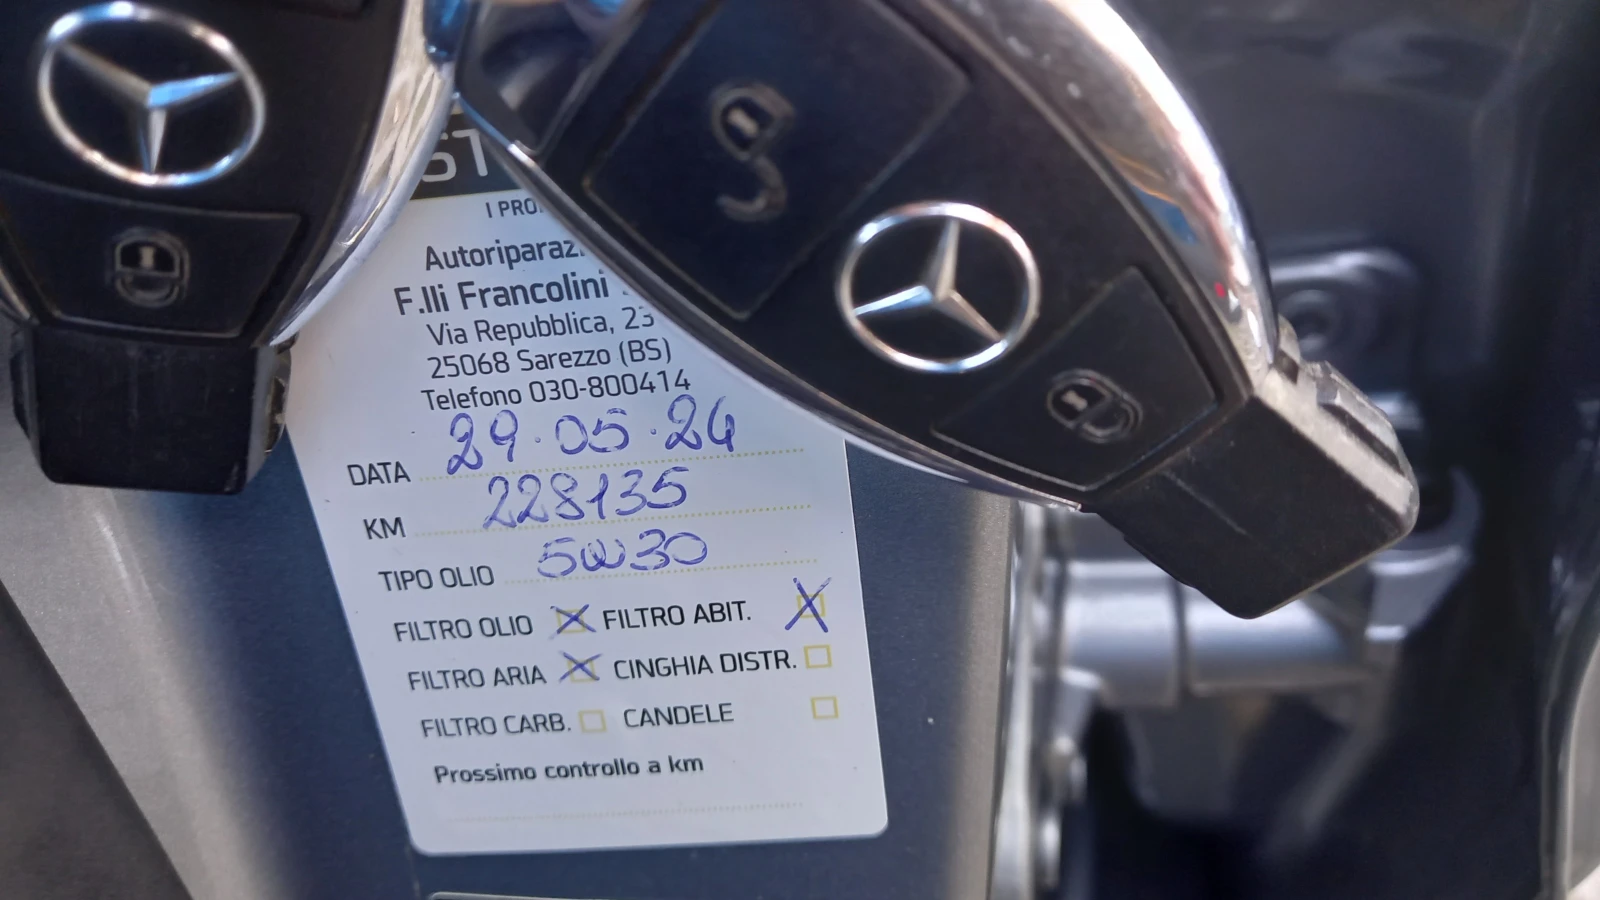 I PRO
Autoriparaz
F.lli Francolini
Via Repubblica, 23
25068 Sarezzo (BS)
Telefono 030-800414
DATA 29.05.24
KM 228135
TIPO OLIO 5W30
FILTRO OLIO X FILTRO ABIT. X
FILTRO ARIA X CINGHIA DISTR.
FILTRO CARB. CANDELE
Prossimo controllo a km